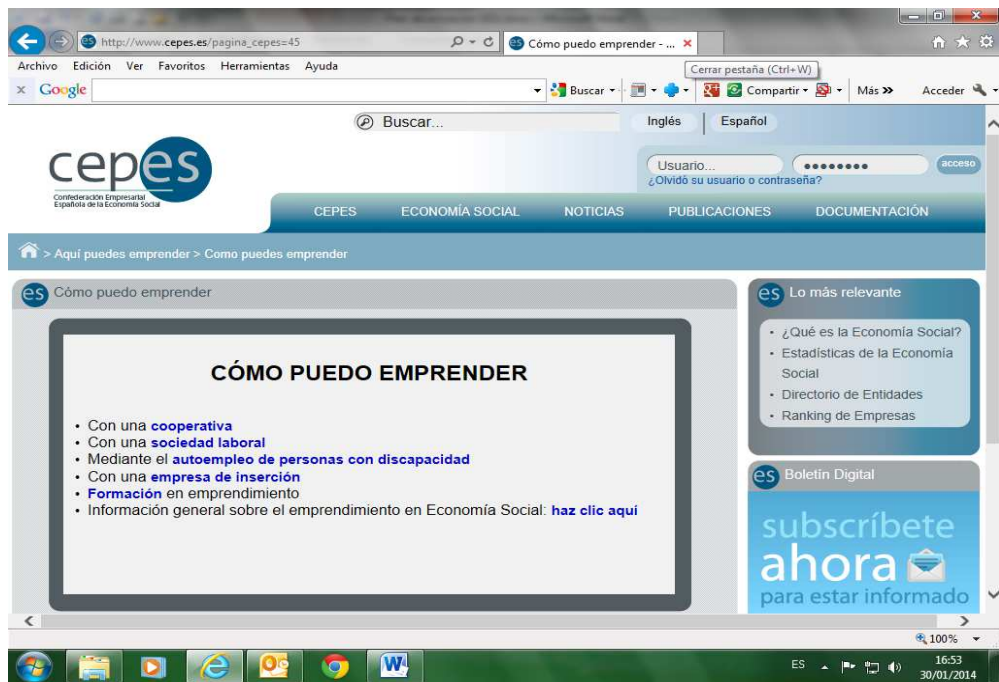 http://www.cepes.es/pagina_cepes=45
Cómo puedo emprender - ...
Archivo Edición Ver Favoritos Herramientas Ayuda
Cerrar pestaña (Ctrl+W)
x Google
Buscar
Compartir
Más »
Acceder
Buscar...
Inglés
Español
cepes
Confederación Empresarial
Española de la Economía Social
Usuario...
••••••••
acceso
¿Olvidó su usuario o contraseña?
CEPES ECONOMÍA SOCIAL NOTICIAS PUBLICACIONES DOCUMENTACIÓN
> Aquí puedes emprender > Como puedes emprender
es Cómo puedo emprender
CÓMO PUEDO EMPRENDER
• Con una cooperativa
• Con una sociedad laboral
• Mediante el autoempleo de personas con discapacidad
• Con una empresa de inserción
• Formación en emprendimiento
• Información general sobre el emprendimiento en Economía Social: haz clic aquí
es Lo más relevante
• ¿Qué es la Economía Social?
• Estadísticas de la Economía
Social
• Directorio de Entidades
• Ranking de Empresas
es Boletín Digital
subscríbete
ahora
para estar informado
100%
ES
16:53
30/01/2014